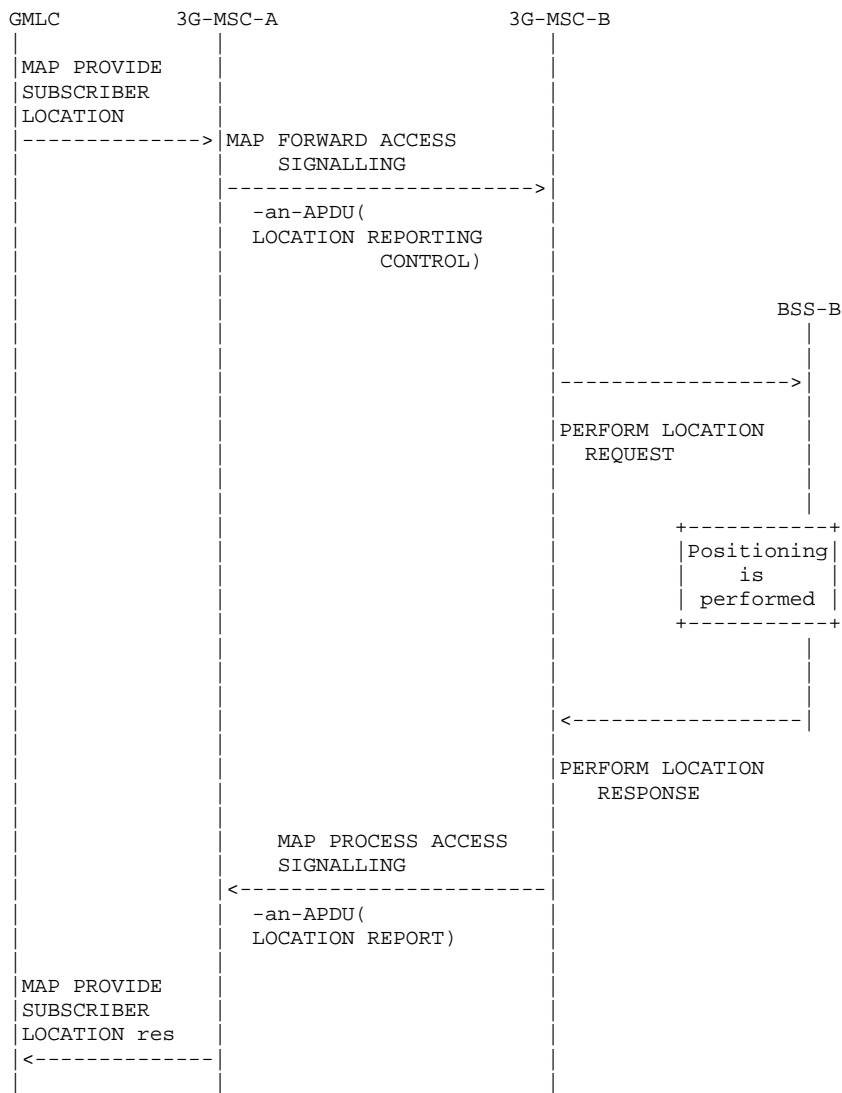 GMLC 3G-MSC-A 3G-MSC-B
MAP PROVIDE
SUBSCRIBER
LOCATION
MAP FORWARD ACCESS
SIGNALLING
-an-APDU(
LOCATION REPORTING
CONTROL)
BSS-B
PERFORM LOCATION
REQUEST
Positioning
is
performed
PERFORM LOCATION
RESPONSE
MAP PROCESS ACCESS
SIGNALLING
-an-APDU(
LOCATION REPORT)
MAP PROVIDE
SUBSCRIBER
LOCATION res